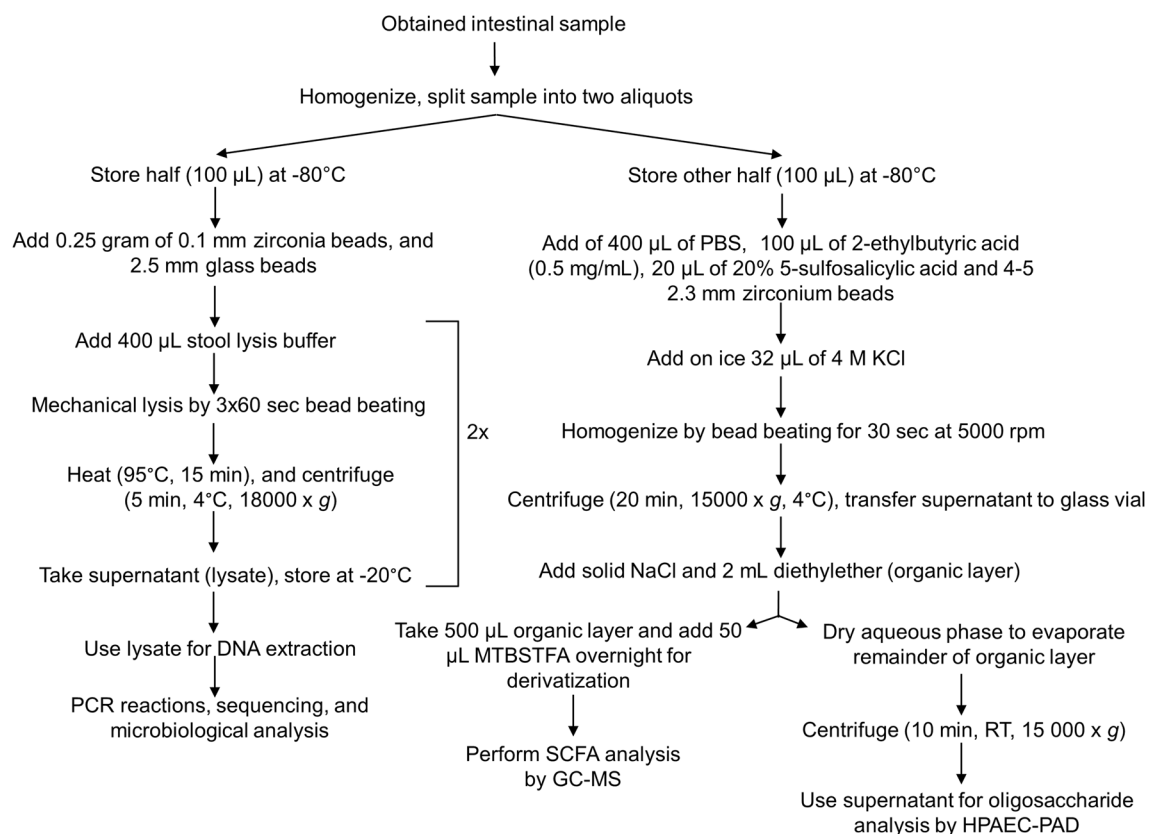 Obtained intestinal sample
Homogenize, split sample into two aliquots
Store half (100 µL) at -80°C
Add 0.25 gram of 0.1 mm zirconia beads, and
2.5 mm glass beads
Add 400 µL stool lysis buffer
Mechanical lysis by 3x60 sec bead beating
Heat (95°C, 15 min), and centrifuge
(5 min, 4°C, 18000 x g)
Take supernatant (lysate), store at -20°C
2x
Use lysate for DNA extraction
PCR reactions, sequencing, and
microbiological analysis
Store other half (100 µL) at -80°C
Add of 400 µL of PBS, 100 µL of 2-ethylbutyric acid
(0.5 mg/mL), 20 µL of 20% 5-sulfosalicylic acid and 4-5
2.3 mm zirconium beads
Add on ice 32 µL of 4 M KCl
Homogenize by bead beating for 30 sec at 5000 rpm
Centrifuge (20 min, 15000 x g, 4°C), transfer supernatant to glass vial
Add solid NaCl and 2 mL diethylether (organic layer)
Take 500 µL organic layer and add 50
µL MTBSTFA overnight for
derivatization
Perform SCFA analysis
by GC-MS
Dry aqueous phase to evaporate
remainder of organic layer
Centrifuge (10 min, RT, 15 000 x g)
Use supernatant for oligosaccharide
analysis by HPAEC-PAD